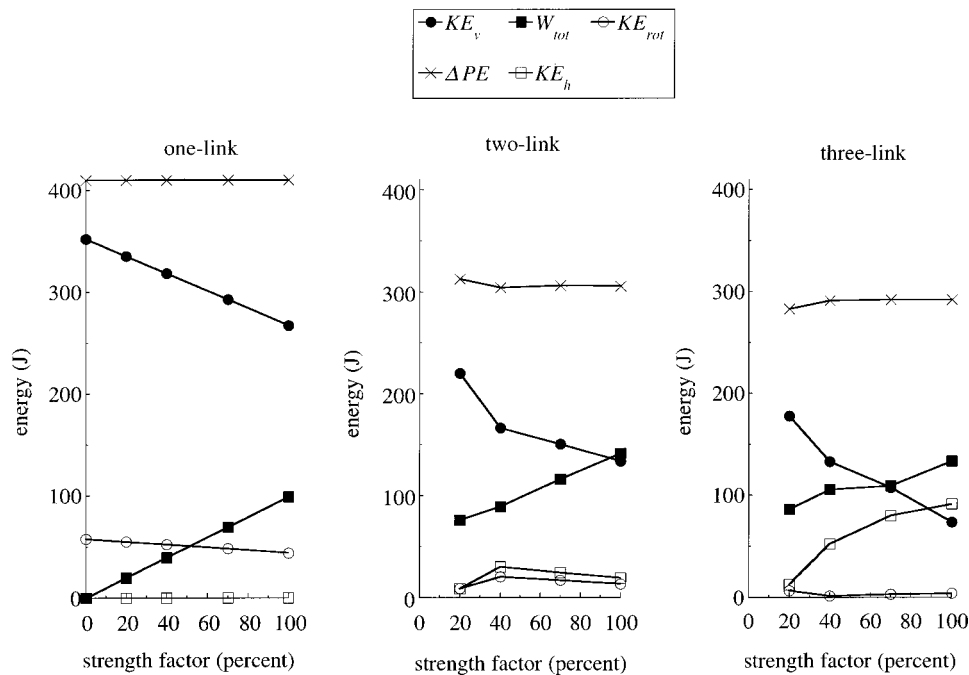 KE_v W_tot KE_rot
ΔPE KE_h
one-link
two-link
three-link
400
300
200
100
0
energy (J)
0 20 40 60 80 100
strength factor (percent)
400
300
200
100
0
energy (J)
0 20 40 60 80 100
strength factor (percent)
400
300
200
100
0
energy (J)
0 20 40 60 80 100
strength factor (percent)